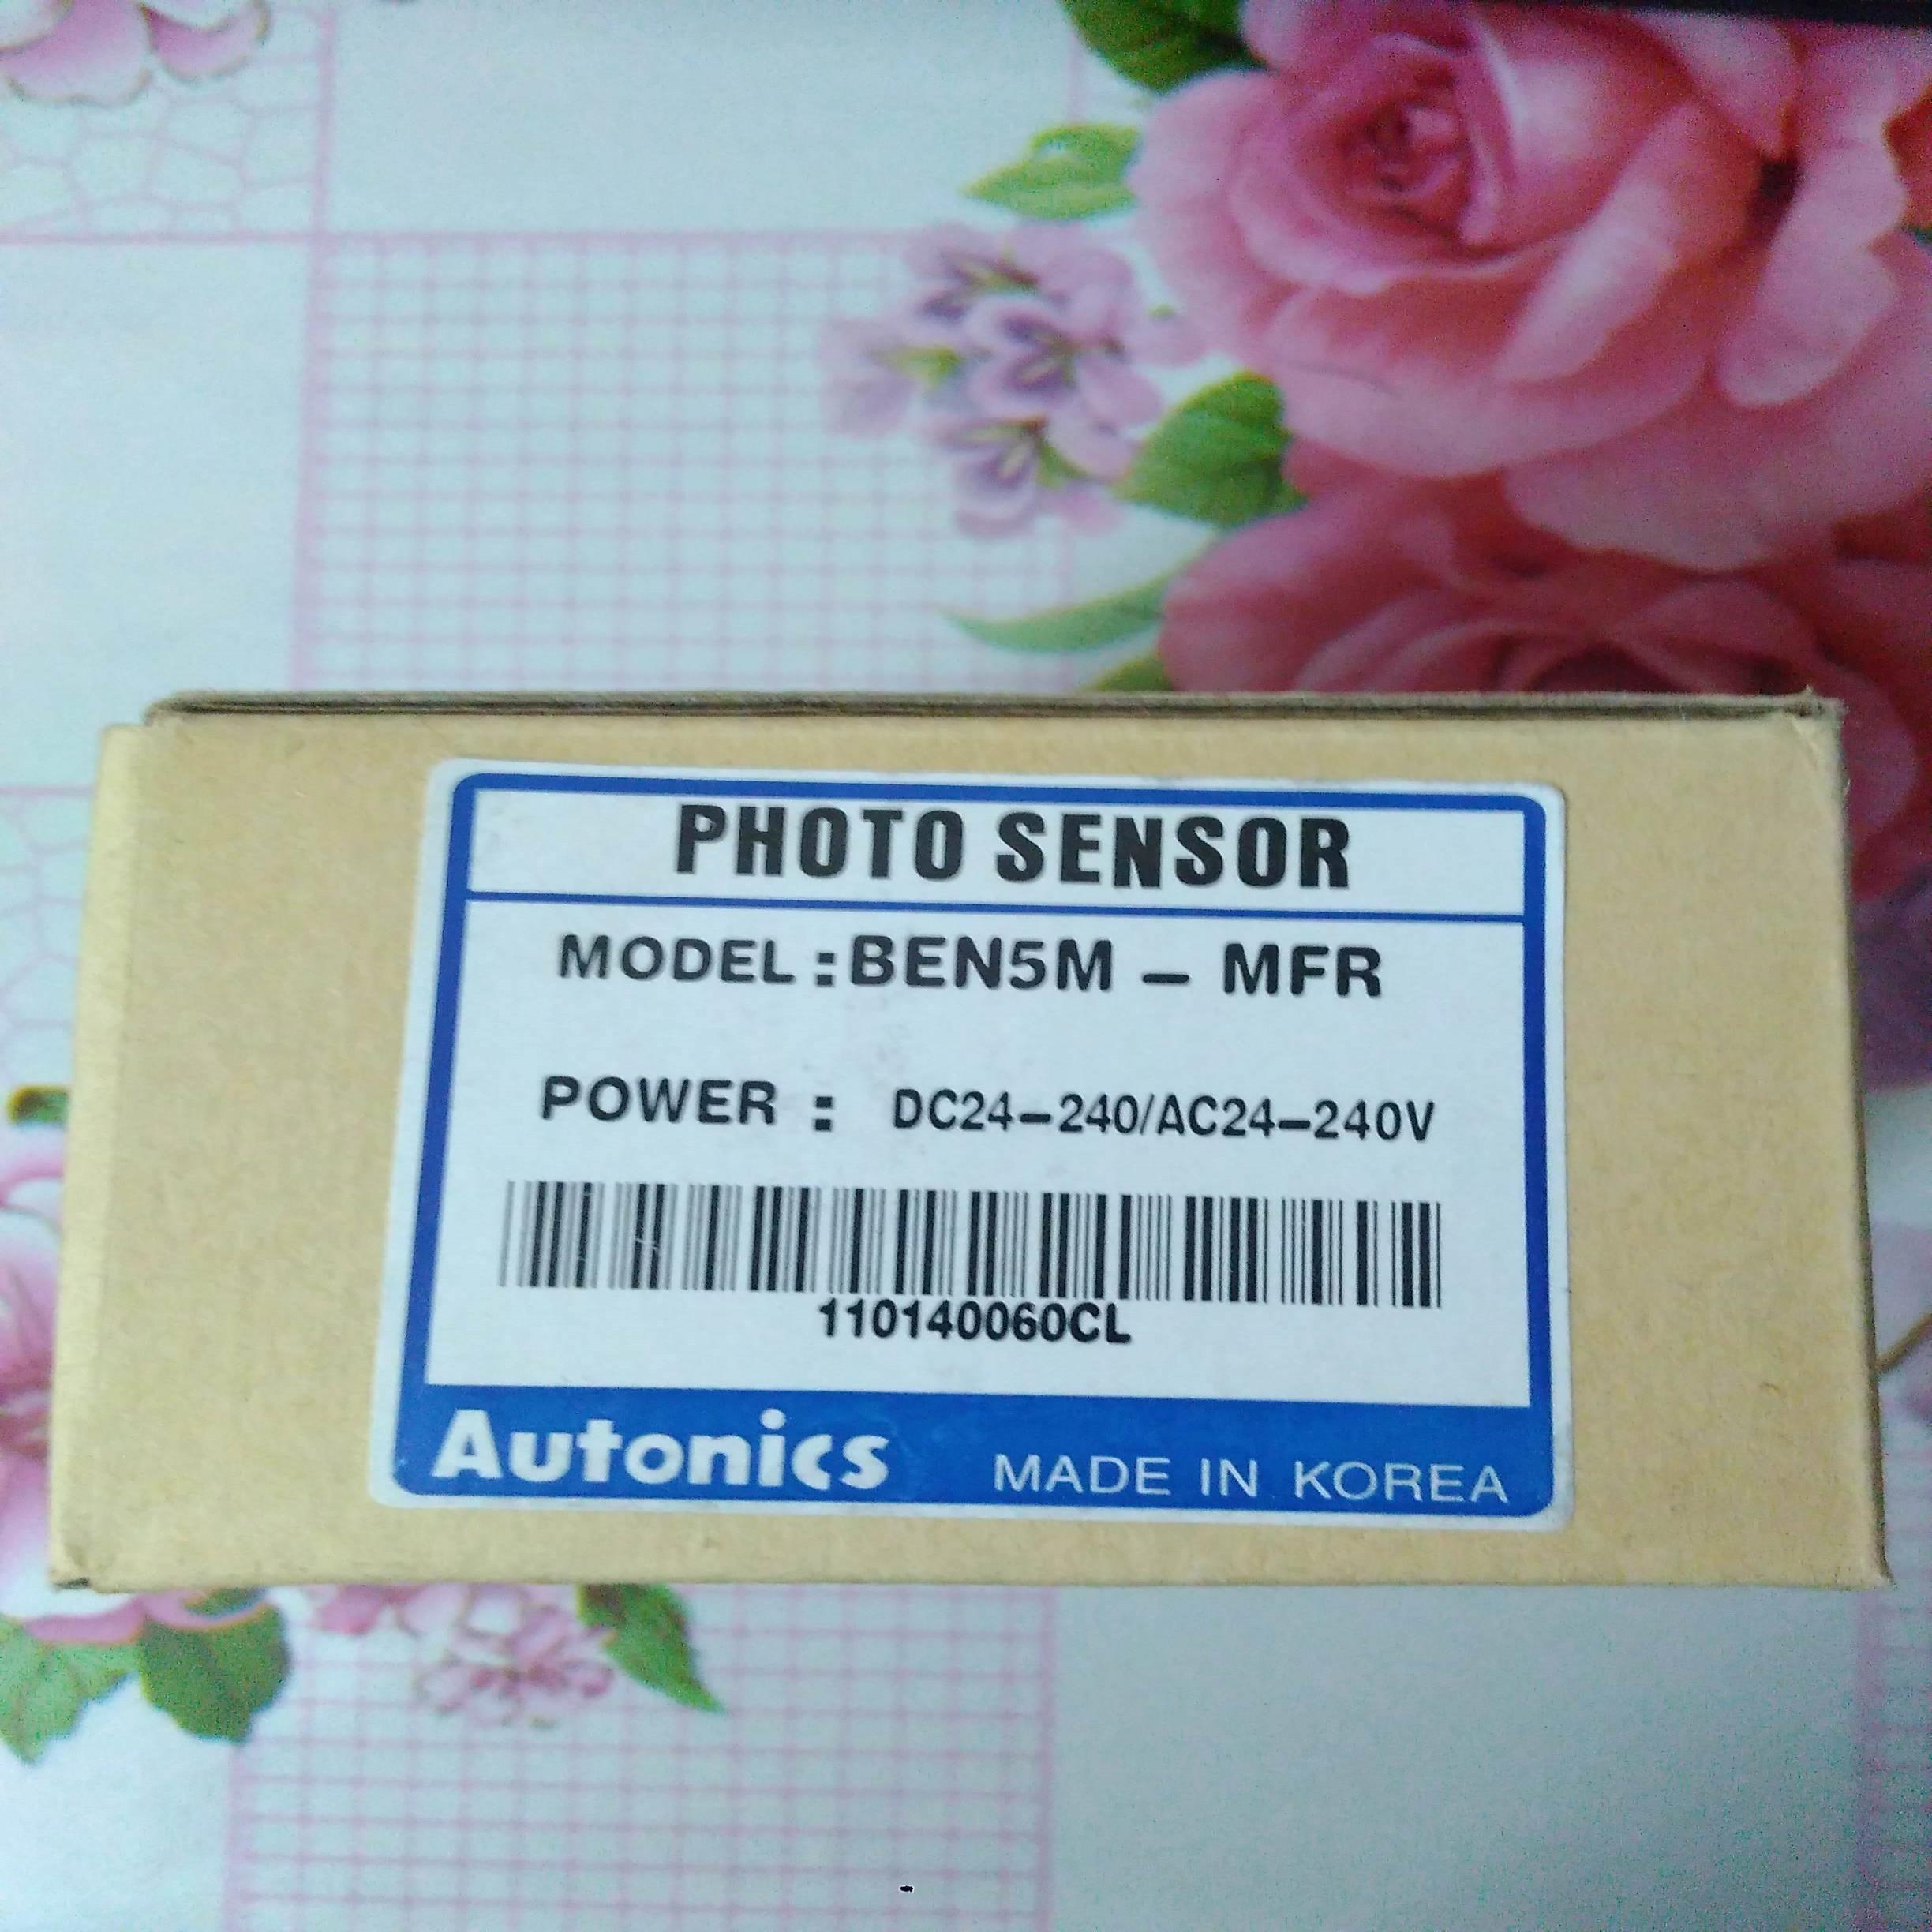 PHOTO SENSOR
MODEL : BEN5M - MFR
POWER : DC24-240/AC24-240V
110140060CL
Autonics MADE IN KOREA